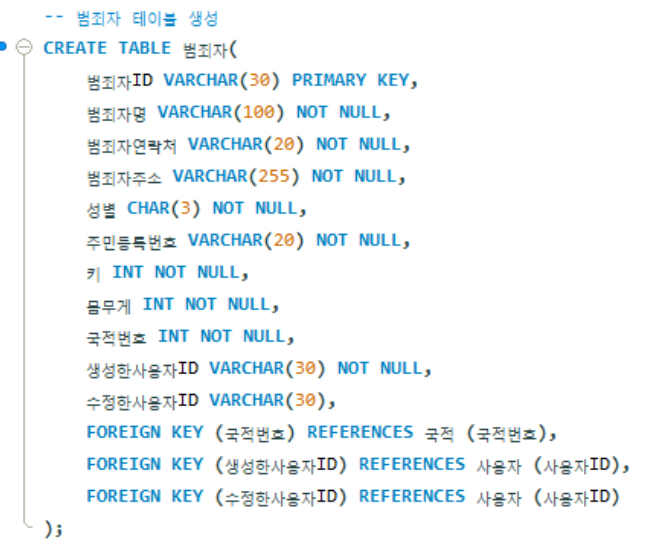 -- 범죄자 테이블 생성
CREATE TABLE 범죄자(
범죄자ID VARCHAR(30) PRIMARY KEY,
범죄자명 VARCHAR(100) NOT NULL,
범죄자연락처 VARCHAR(20) NOT NULL,
범죄자주소 VARCHAR(255) NOT NULL,
성별 CHAR(3) NOT NULL,
주민등록번호 VARCHAR(20) NOT NULL,
키 INT NOT NULL,
몸무게 INT NOT NULL,
국적번호 INT NOT NULL,
생성한사용자ID VARCHAR(30) NOT NULL,
수정한사용자ID VARCHAR(30),
FOREIGN KEY (국적번호) REFERENCES 국적 (국적번호),
FOREIGN KEY (생성한사용자ID) REFERENCES 사용자 (사용자ID),
FOREIGN KEY (수정한사용자ID) REFERENCES 사용자 (사용자ID)
);